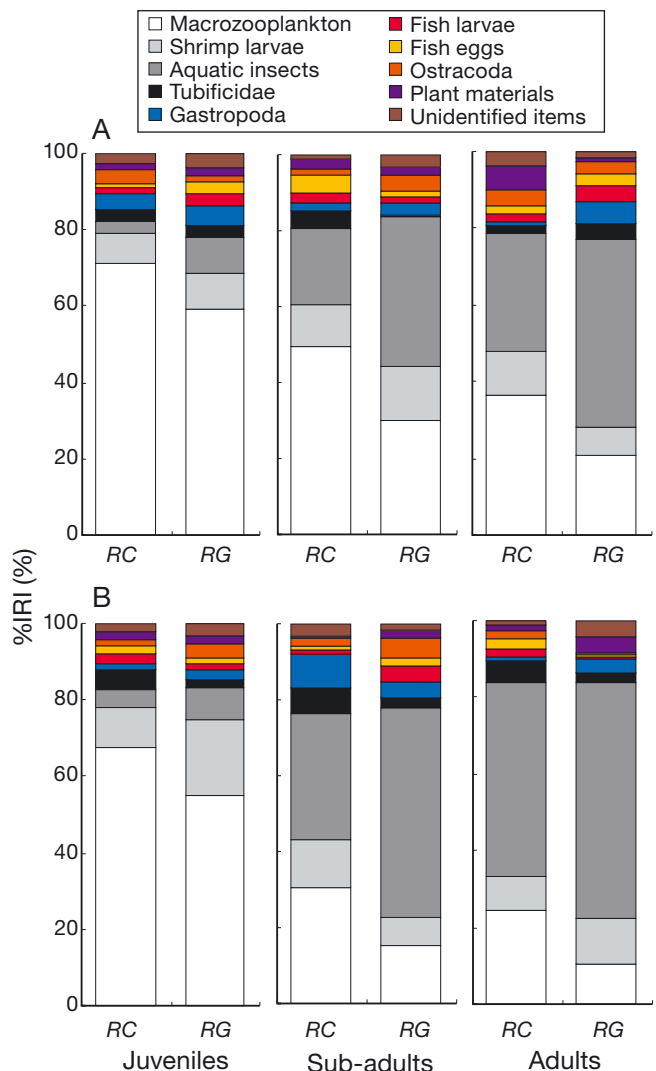 Macrozooplankton
Shrimp larvae
Aquatic insects
Tubificidae
Gastropoda
Fish larvae
Fish eggs
Ostracoda
Plant materials
Unidentified items
A
100
80
60
40
20
0
RC RG RC RG RC RG
%IRI (%)
B
100
80
60
40
20
0
RC RG RC RG RC RG
Juveniles Sub-adults Adults